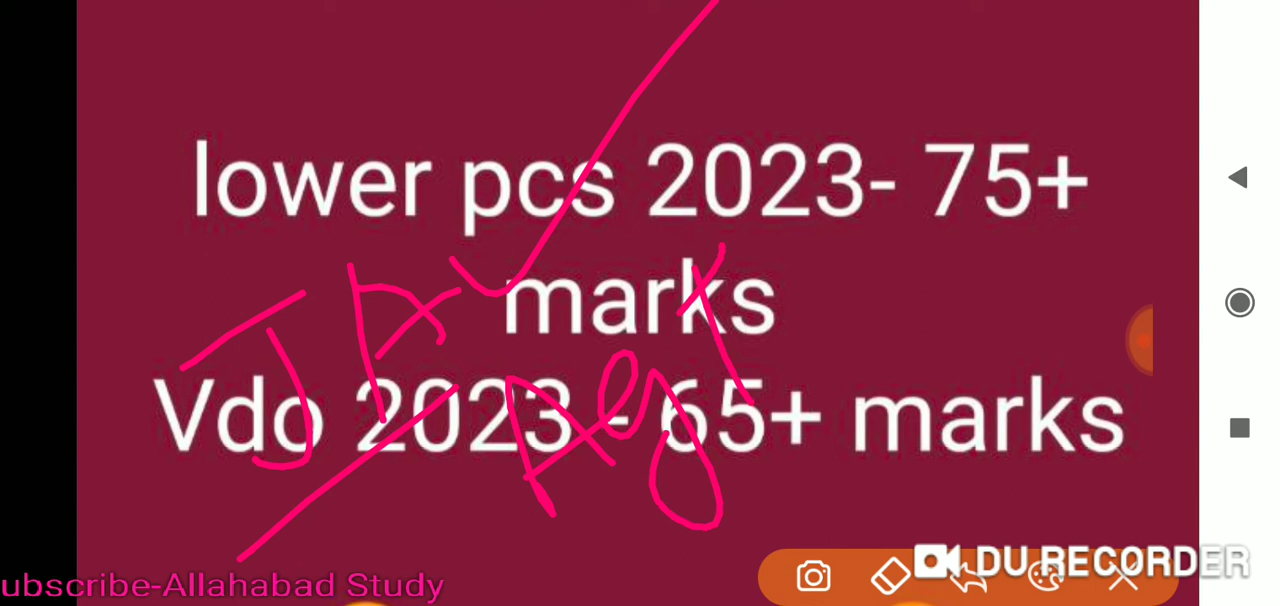 lower pcs 2023- 75+
marks
Vdo 2023 - 65+ marks
DU RECORDER
ubscribe-Allahabad Study